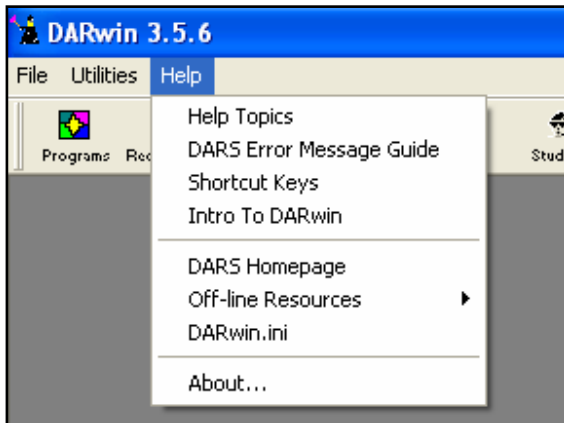 DARwin 3.5.6
File Utilities Help
Programs
Help Topics
DARS Error Message Guide
Shortcut Keys
Intro To DARwin
DARS Homepage
Off-line Resources
DARwin.ini
About...